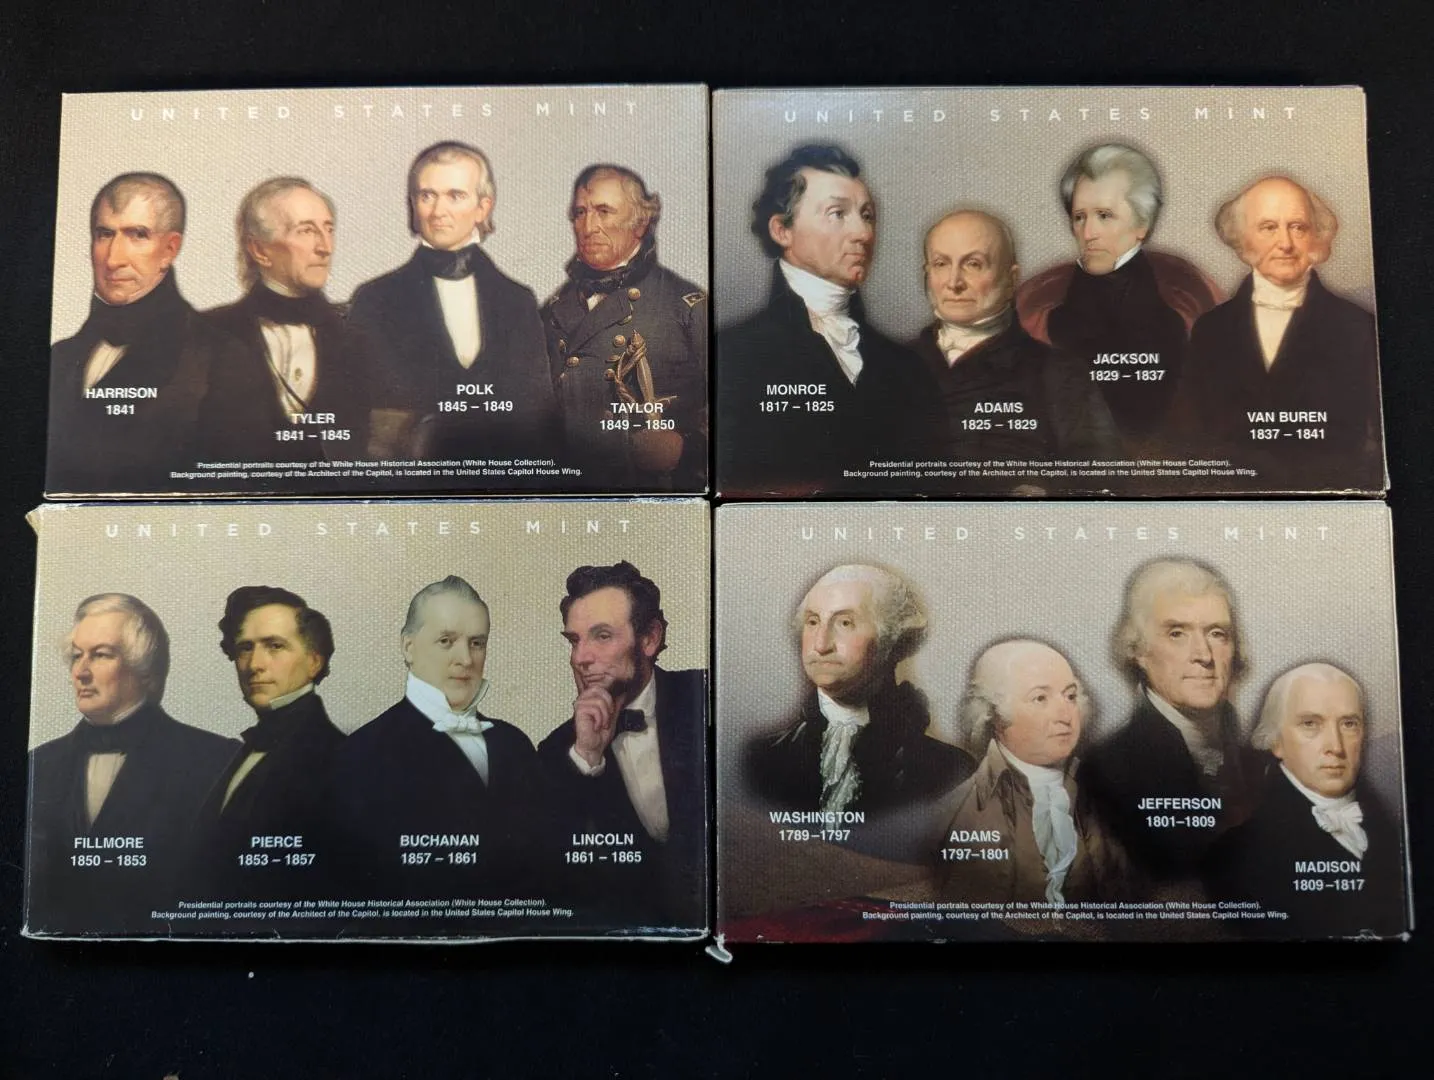 UNITED STATES MINT
HARRISON
1841
TYLER
1841 – 1845
POLK
1845 – 1849
TAYLOR
1849 – 1850
Presidential portraits courtesy of the White House Historical Association (White House Collection).
Background painting, courtesy of the Architect of the Capitol, is located in the United States Capitol House Wing.
UNITED STATES MINT
MONROE
1817 – 1825
ADAMS
1825 – 1829
JACKSON
1829 – 1837
VAN BUREN
1837 – 1841
Presidential portraits courtesy of the White House Historical Association (White House Collection).
Background painting, courtesy of the Architect of the Capitol, is located in the United States Capitol House Wing.
UNITED STATES MINT
FILLMORE
1850 – 1853
PIERCE
1853 – 1857
BUCHANAN
1857 – 1861
LINCOLN
1861 – 1865
Presidential portraits courtesy of the White House Historical Association (White House Collection).
Background painting, courtesy of the Architect of the Capitol, is located in the United States Capitol House Wing.
UNITED STATES MINT
WASHINGTON
1789–1797
ADAMS
1797–1801
JEFFERSON
1801–1809
MADISON
1809–1817
Presidential portraits courtesy of the White House Historical Association (White House Collection).
Background painting, courtesy of the Architect of the Capitol, is located in the United States Capitol House Wing.